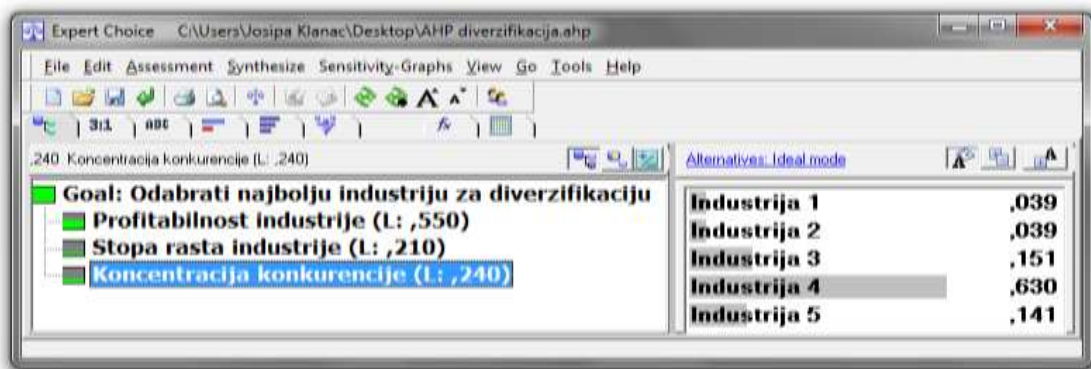 Expert Choice C:\Users\Josipa Klanac\Desktop\AHP diverzifikacija.ahp
File Edit Assessment Synthesize Sensitivity-Graphs View Go Tools Help
3:1 ABC
,240 Koncentracija konkurencije (L: ,240)
Goal: Odabrati najbolju industriju za diverzifikaciju
Profitabilnost industrije (L: ,550)
Stopa rasta industrije (L: ,210)
Koncentracija konkurencije (L: ,240)
Alternatives: Ideal mode
Industrija 1 ,039
Industrija 2 ,039
Industrija 3 ,151
Industrija 4 ,630
Industrija 5 ,141